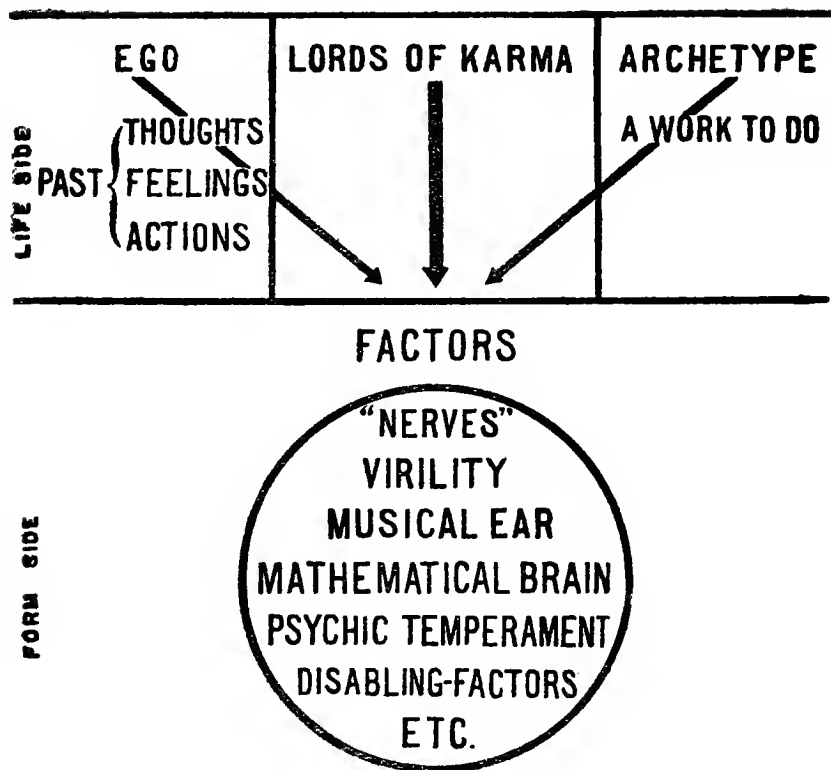 EGO
LORDS OF KARMA
ARCHETYPE
LIFE SIDE
PAST
THOUGHTS
FEELINGS
ACTIONS
A WORK TO DO
FACTORS
FORM SIDE
"NERVES"
VIRILITY
MUSICAL EAR
MATHEMATICAL BRAIN
PSYCHIC TEMPERAMENT
DISABLING-FACTORS
ETC.